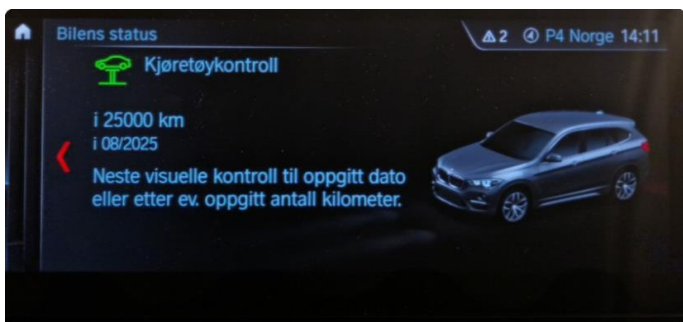 Bilens status
2 4 P4 Norge 14:11
Kjøretøykontroll
i 25000 km
i 08/2025
Neste visuelle kontroll til oppgitt dato
eller etter ev. oppgitt antall kilometer.